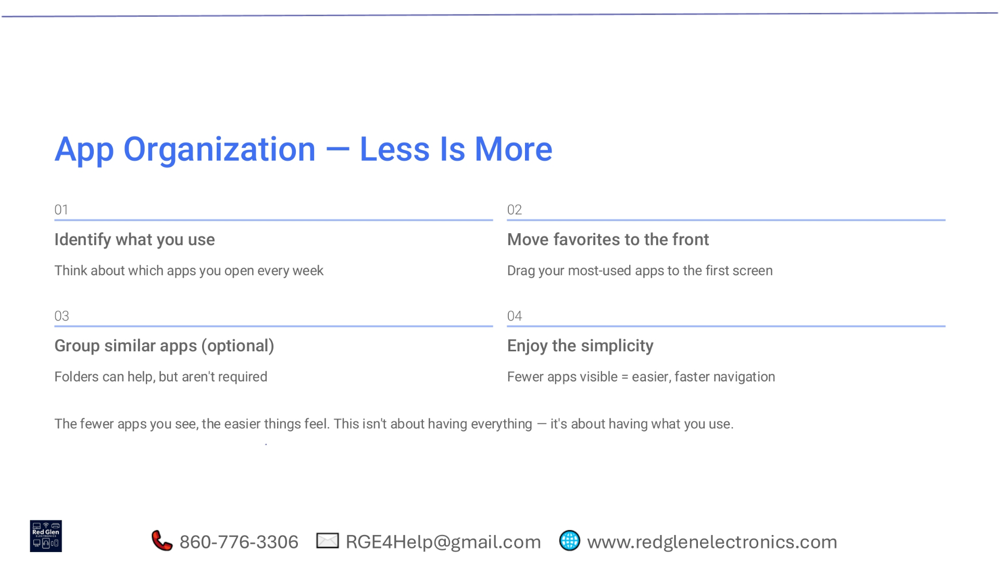 App Organization — Less Is More
01
Identify what you use
Think about which apps you open every week
02
Move favorites to the front
Drag your most-used apps to the first screen
03
Group similar apps (optional)
Folders can help, but aren't required
04
Enjoy the simplicity
Fewer apps visible = easier, faster navigation
The fewer apps you see, the easier things feel. This isn't about having everything — it's about having what you use.
.
Red Glen
ELECTRONICS
860-776-3306 RGE4Help@gmail.com www.redglenelectronics.com